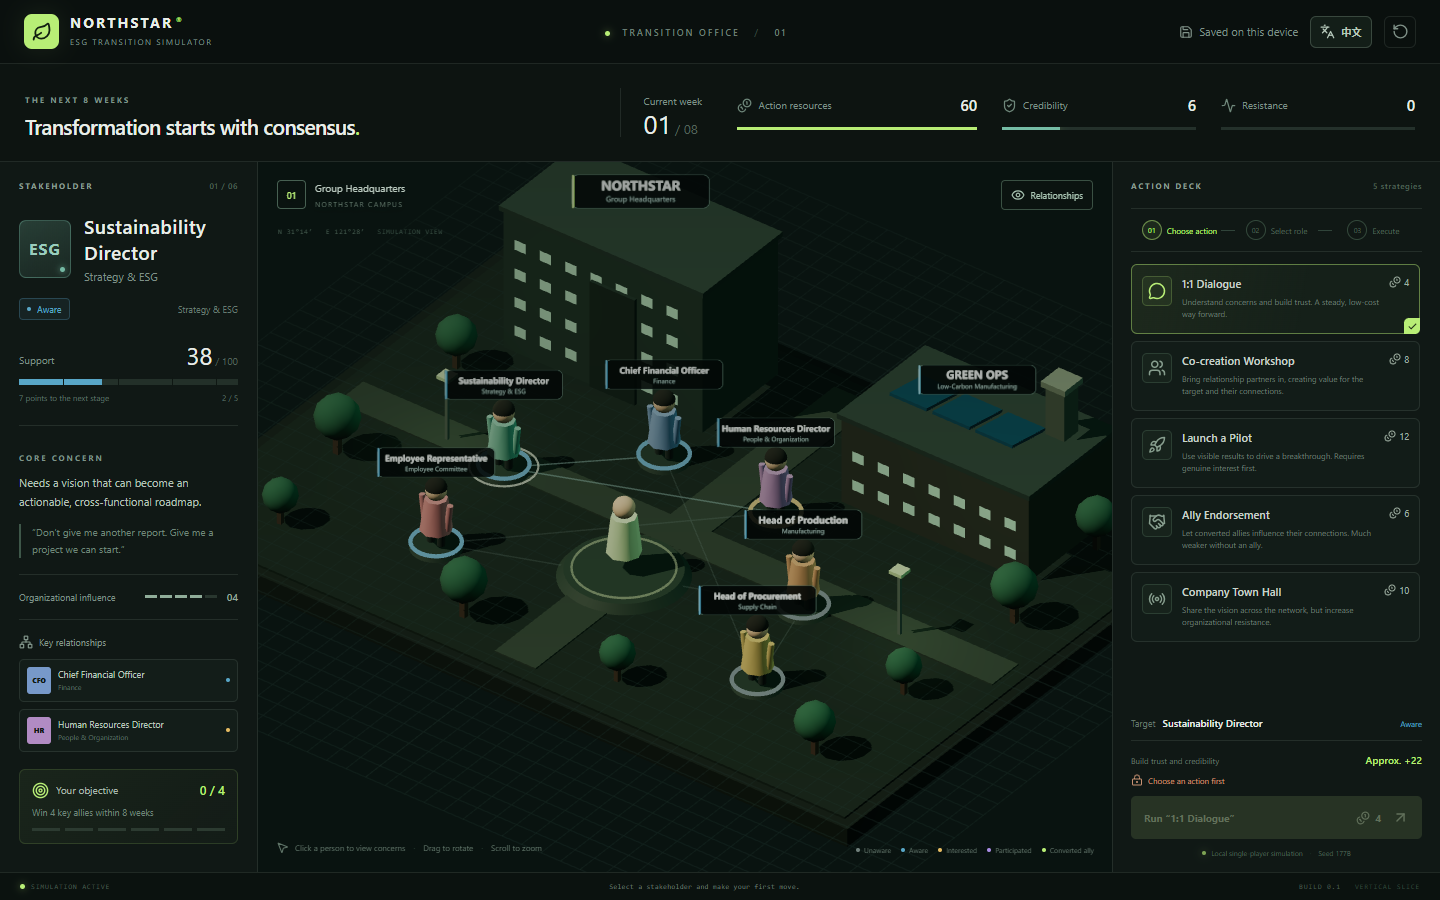 NORTHSTAR
ESG TRANSITION SIMULATOR
TRANSITION OFFICE / 01
Saved on this device
中文
THE NEXT 8 WEEKS
Transformation starts with consensus.
Current week
01 / 08
Action resources 60
Credibility 6
Resistance 0
STAKEHOLDER 01 / 06
ESG
Sustainability
Director
Strategy & ESG
Aware
Strategy & ESG
Support 38 / 100
7 points to the next stage 2 / 5
CORE CONCERN
Needs a vision that can become an
actionable, cross-functional roadmap.
"Don't give me another report. Give me a
project we can start."
Organizational influence 04
Key relationships
CFO
Chief Financial Officer
Finance
HR
Human Resources Director
People & Organization
Your objective 0 / 4
Win 4 key allies within 8 weeks
01
Group Headquarters
NORTHSTAR CAMPUS
N 31°14' E 121°28' SIMULATION VIEW
Relationships
NORTHSTAR
Group Headquarters
Sustainability Director
Strategy & ESG
Chief Financial Officer
Finance
GREEN OPS
Low-Carbon Manufacturing
Human Resources Director
People & Organization
Employee Representative
Employee Committee
Head of Production
Manufacturing
Head of Procurement
Supply Chain
Click a person to view concerns · Drag to rotate · Scroll to zoom
Unaware
Aware
Interested
Participated
Converted ally
ACTION DECK 5 strategies
01 Choose action
02 Select role
03 Execute
1:1 Dialogue 4
Understand concerns and build trust. A steady, low-cost
way forward.
Co-creation Workshop 8
Bring relationship partners in, creating value for the
target and their connections.
Launch a Pilot 12
Use visible results to drive a breakthrough. Requires
genuine interest first.
Ally Endorsement 6
Let converted allies influence their connections. Much
weaker without an ally.
Company Town Hall 10
Share the vision across the network, but increase
organizational resistance.
Target Sustainability Director Aware
Build trust and credibility Approx. +22
Choose an action first
Run "1:1 Dialogue" 4
Local single-player simulation · Seed 1778
SIMULATION ACTIVE
Select a stakeholder and make your first move.
BUILD 0.1 VERTICAL SLICE